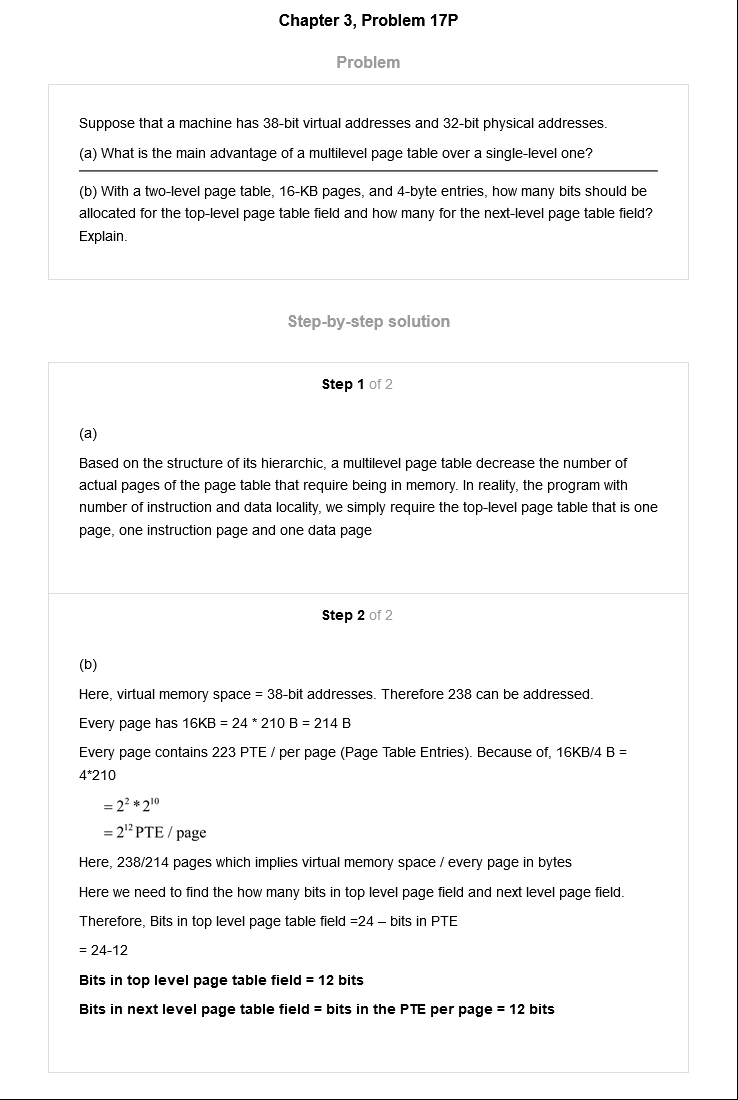 Chapter 3, Problem 17P
Problem
Suppose that a machine has 38-bit virtual addresses and 32-bit physical addresses.
(a) What is the main advantage of a multilevel page table over a single-level one?
(b) With a two-level page table, 16-KB pages, and 4-byte entries, how many bits should be
allocated for the top-level page table field and how many for the next-level page table field?
Explain.
Step-by-step solution
Step 1 of 2
(a)
Based on the structure of its hierarchic, a multilevel page table decrease the number of
actual pages of the page table that require being in memory. In reality, the program with
number of instruction and data locality, we simply require the top-level page table that is one
page, one instruction page and one data page
Step 2 of 2
(b)
Here, virtual memory space = 38-bit addresses. Therefore 238 can be addressed.
Every page has 16KB = 24 * 210 B = 214 B
Every page contains 223 PTE / per page (Page Table Entries). Because of, 16KB/4 B =
4*210
= 2² * 2¹⁰
= 2¹² PTE / page
Here, 238/214 pages which implies virtual memory space / every page in bytes
Here we need to find the how many bits in top level page field and next level page field.
Therefore, Bits in top level page table field =24 – bits in PTE
= 24-12
Bits in top level page table field = 12 bits
Bits in next level page table field = bits in the PTE per page = 12 bits